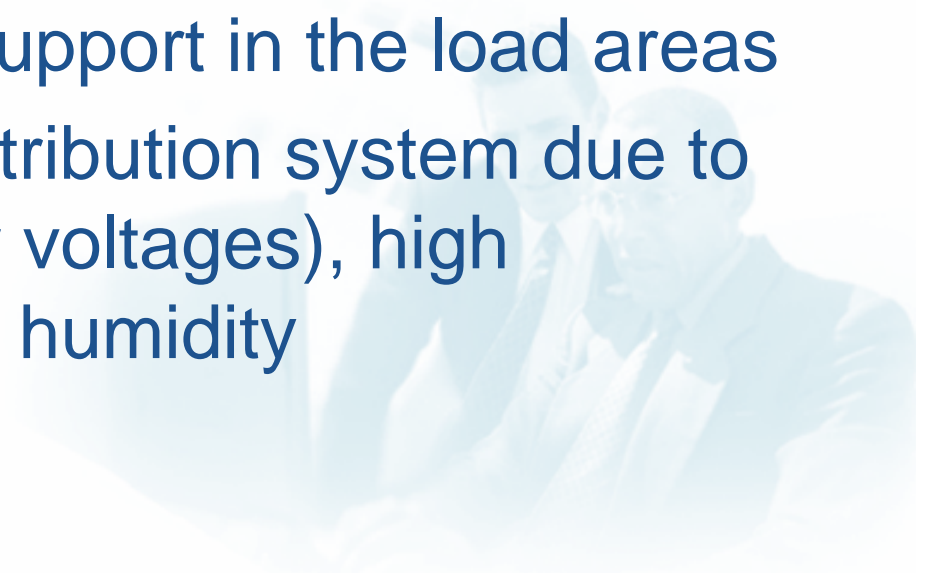 upport in the load areas
tribution system due to
voltages), high
humidity